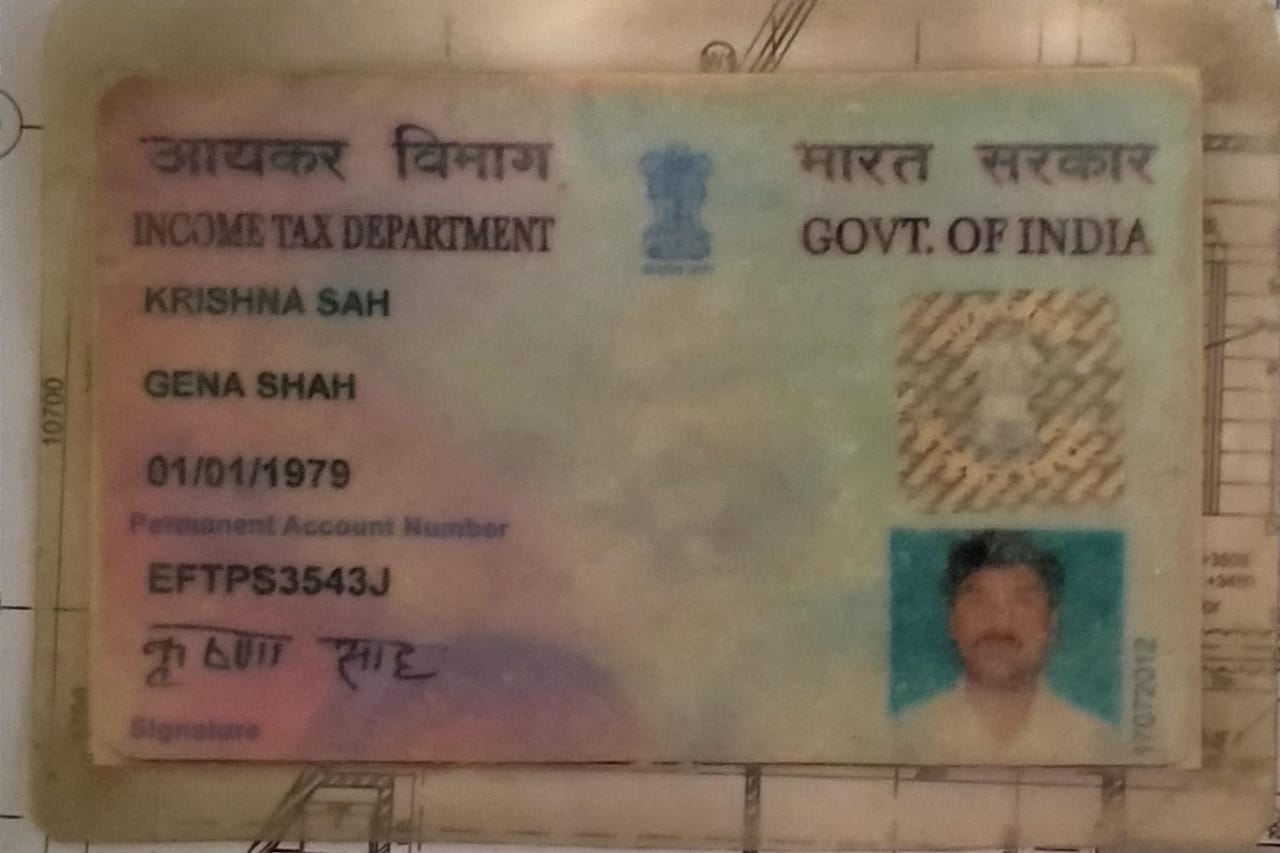 आयकर विभाग भारत सरकार
INCOME TAX DEPARTMENT GOVT. OF INDIA
KRISHNA SAH
GENA SHAH
01/01/1979
Permanent Account Number
EFTPS3543J
कृष्णा साह
Signature
17072012
10700